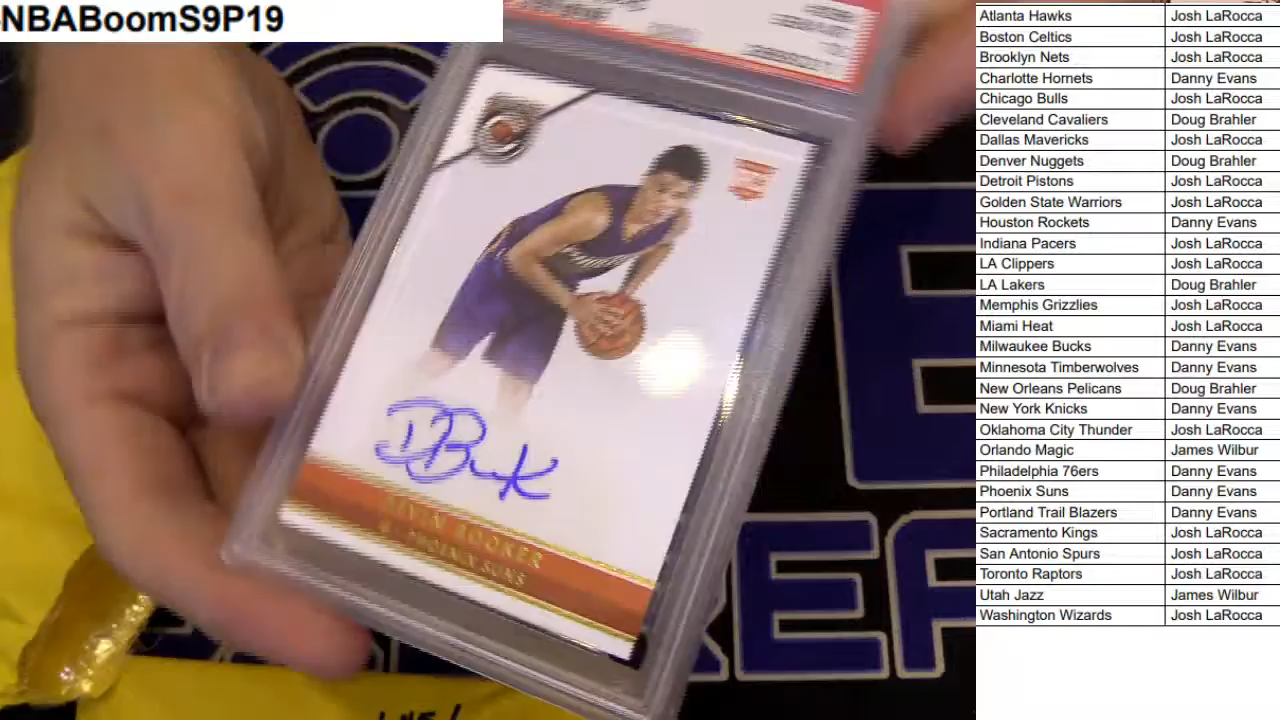 NBABoomS9P19
Atlanta Hawks Josh LaRocca
Boston Celtics Josh LaRocca
Brooklyn Nets Josh LaRocca
Charlotte Hornets Danny Evans
Chicago Bulls Josh LaRocca
Cleveland Cavaliers Doug Brahler
Dallas Mavericks Josh LaRocca
Denver Nuggets Doug Brahler
Detroit Pistons Josh LaRocca
Golden State Warriors Josh LaRocca
Houston Rockets Danny Evans
Indiana Pacers Josh LaRocca
LA Clippers Josh LaRocca
LA Lakers Doug Brahler
Memphis Grizzlies Josh LaRocca
Miami Heat Josh LaRocca
Milwaukee Bucks Danny Evans
Minnesota Timberwolves Danny Evans
New Orleans Pelicans Doug Brahler
New York Knicks Danny Evans
Oklahoma City Thunder Josh LaRocca
Orlando Magic James Wilbur
Philadelphia 76ers Danny Evans
Phoenix Suns Danny Evans
Portland Trail Blazers Danny Evans
Sacramento Kings Josh LaRocca
San Antonio Spurs Josh LaRocca
Toronto Raptors Josh LaRocca
Utah Jazz James Wilbur
Washington Wizards Josh LaRocca
DBook
DEVIN BOOKER
PHOENIX SUNS